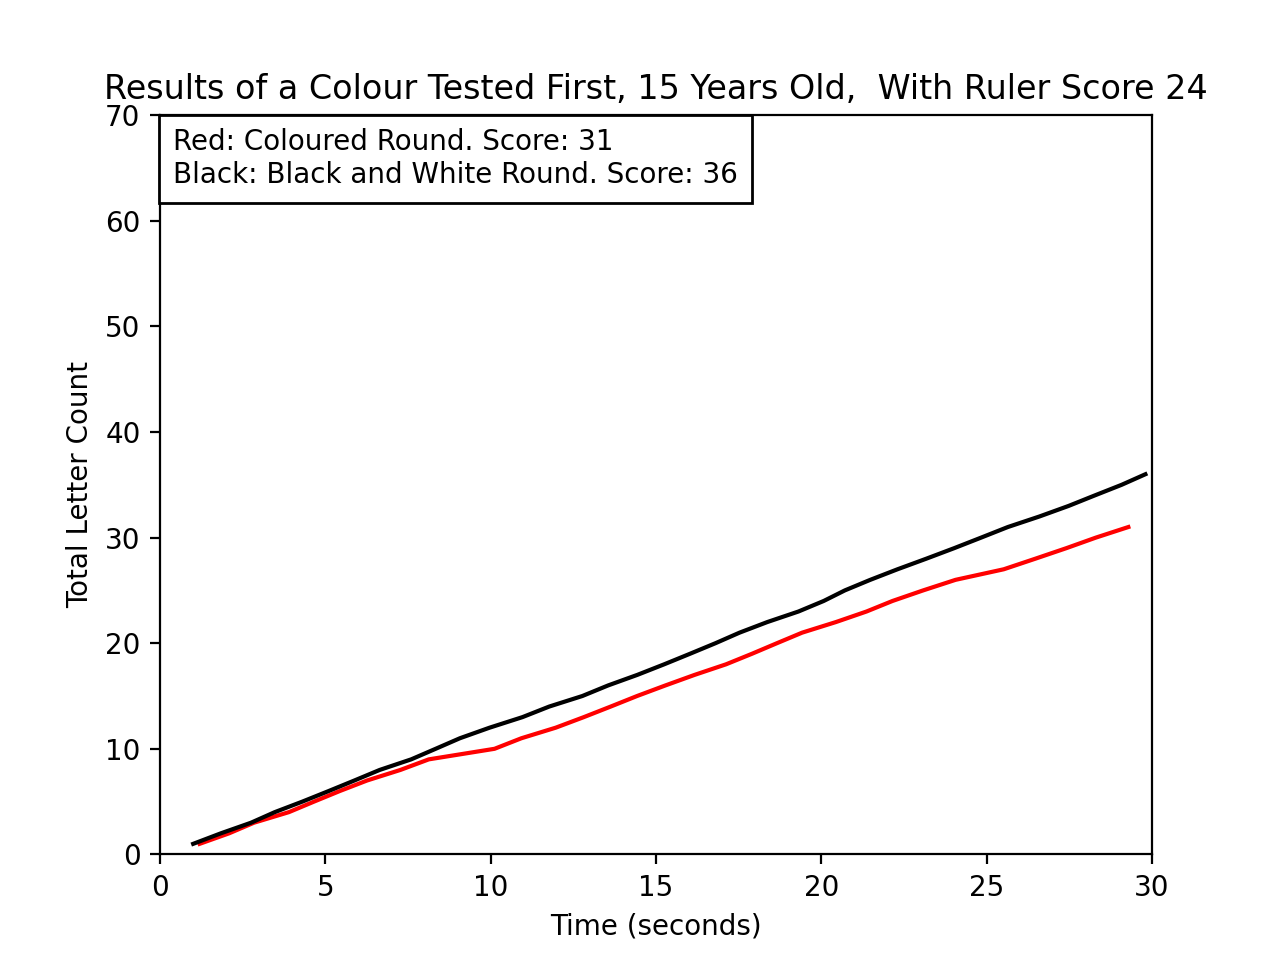 Results of a Colour Tested First, 15 Years Old,  With Ruler Score 24
Red: Coloured Round. Score: 31
Black: Black and White Round. Score: 36
70
60
50
40
30
20
10
0
Total Letter Count
0 5 10 15 20 25 30
Time (seconds)